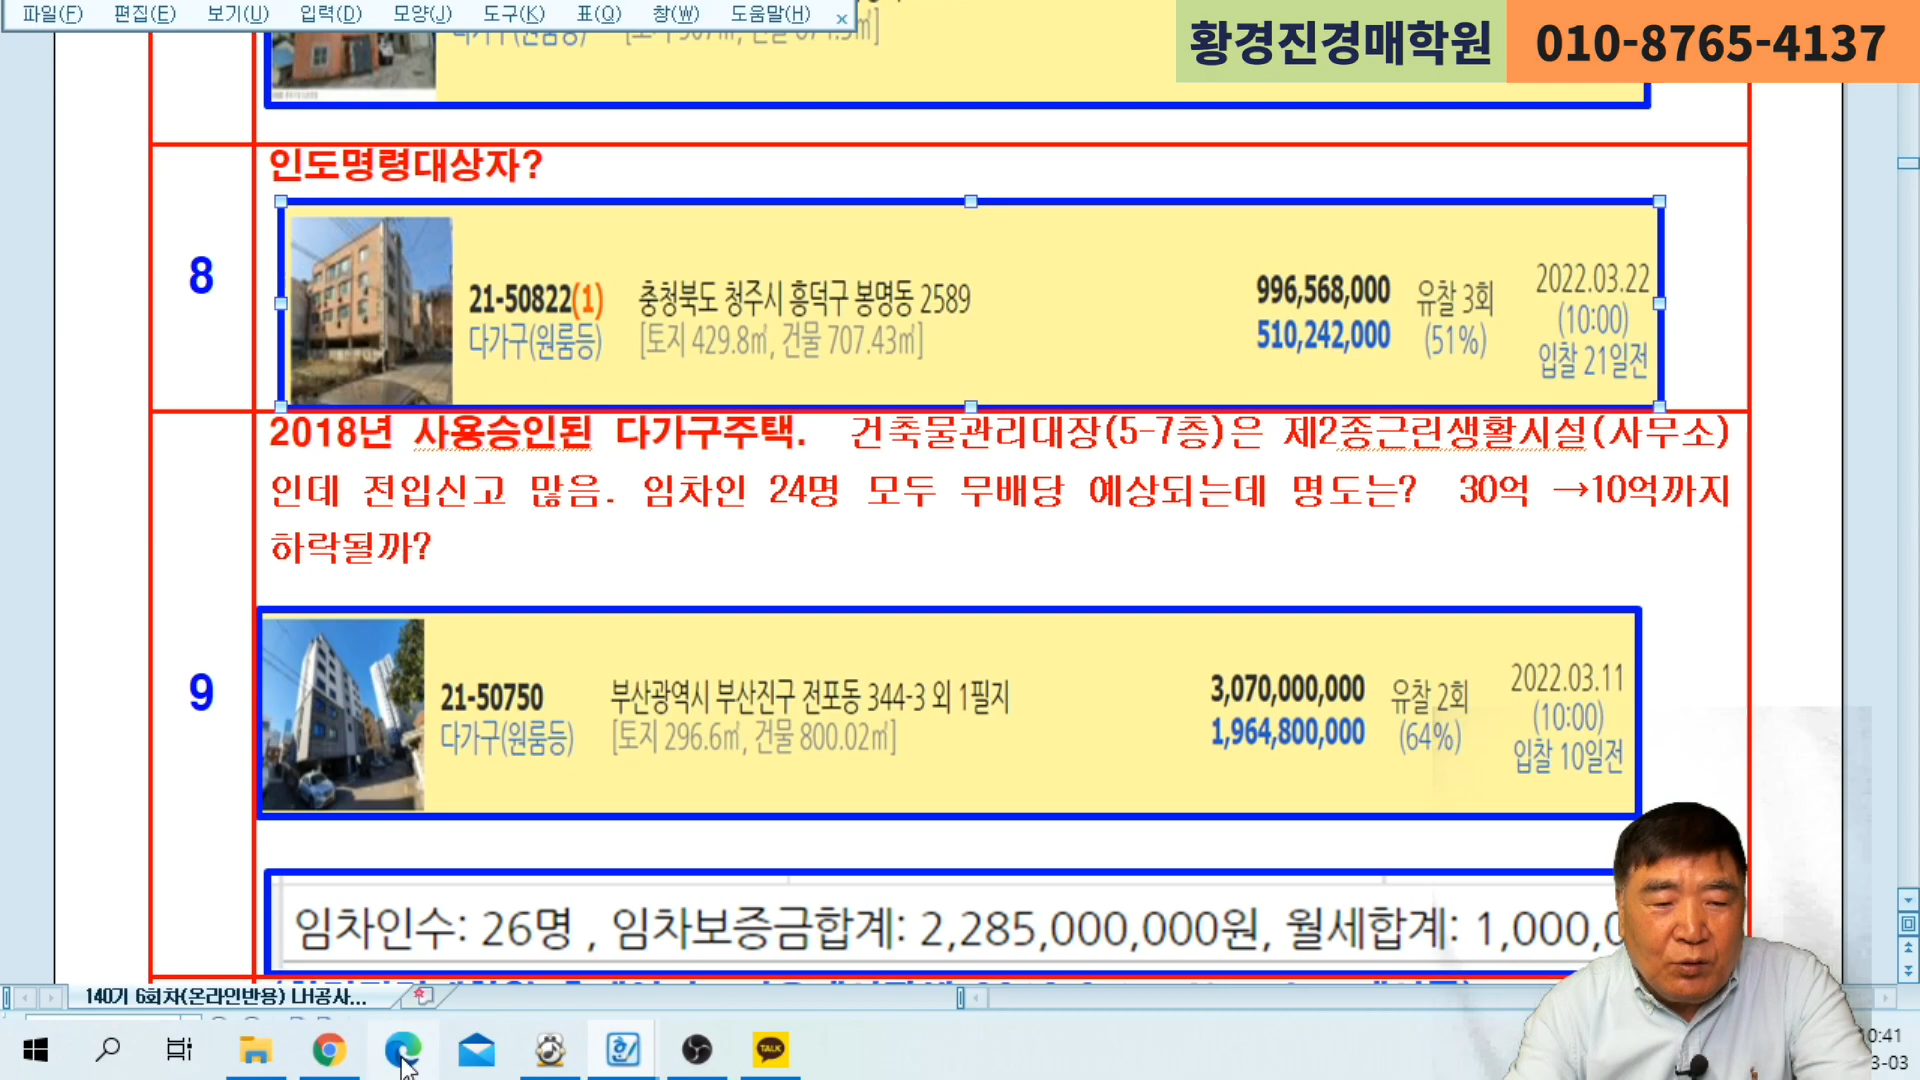 파일(F) 편집(E) 보기(U) 입력(D) 모양(J) 도구(K) 표(Q) 창(W) 도움말(H)
황경진경매학원 010-8765-4137
인도명령대상자?
8
21-50822(1) 충청북도 청주시 흥덕구 봉명동 2589
다가구(원룸등) [토지 429.8㎡, 건물 707.43㎡]
996,568,000 유찰 3회
510,242,000 (51%)
2022.03.22
(10:00)
입찰 21일전
2018년 사용승인된 다가구주택. 건축물관리대장(5-7층)은 제2종근린생활시설(사무소)
인데 전입신고 많음. 임차인 24명 모두 무배당 예상되는데 명도는? 30억 →10억까지
하락될까?
9
21-50750 부산광역시 부산진구 전포동 344-3 외 1필지
다가구(원룸등) [토지 296.6㎡, 건물 800.02㎡]
3,070,000,000 유찰 2회
1,964,800,000 (64%)
2022.03.11
(10:00)
입찰 10일전
임차인수: 26명 , 임차보증금합계: 2,285,000,000원, 월세합계: 1,000,0
140기 6회차(온라인반용) LH공사...
TALK
0:41
3-03